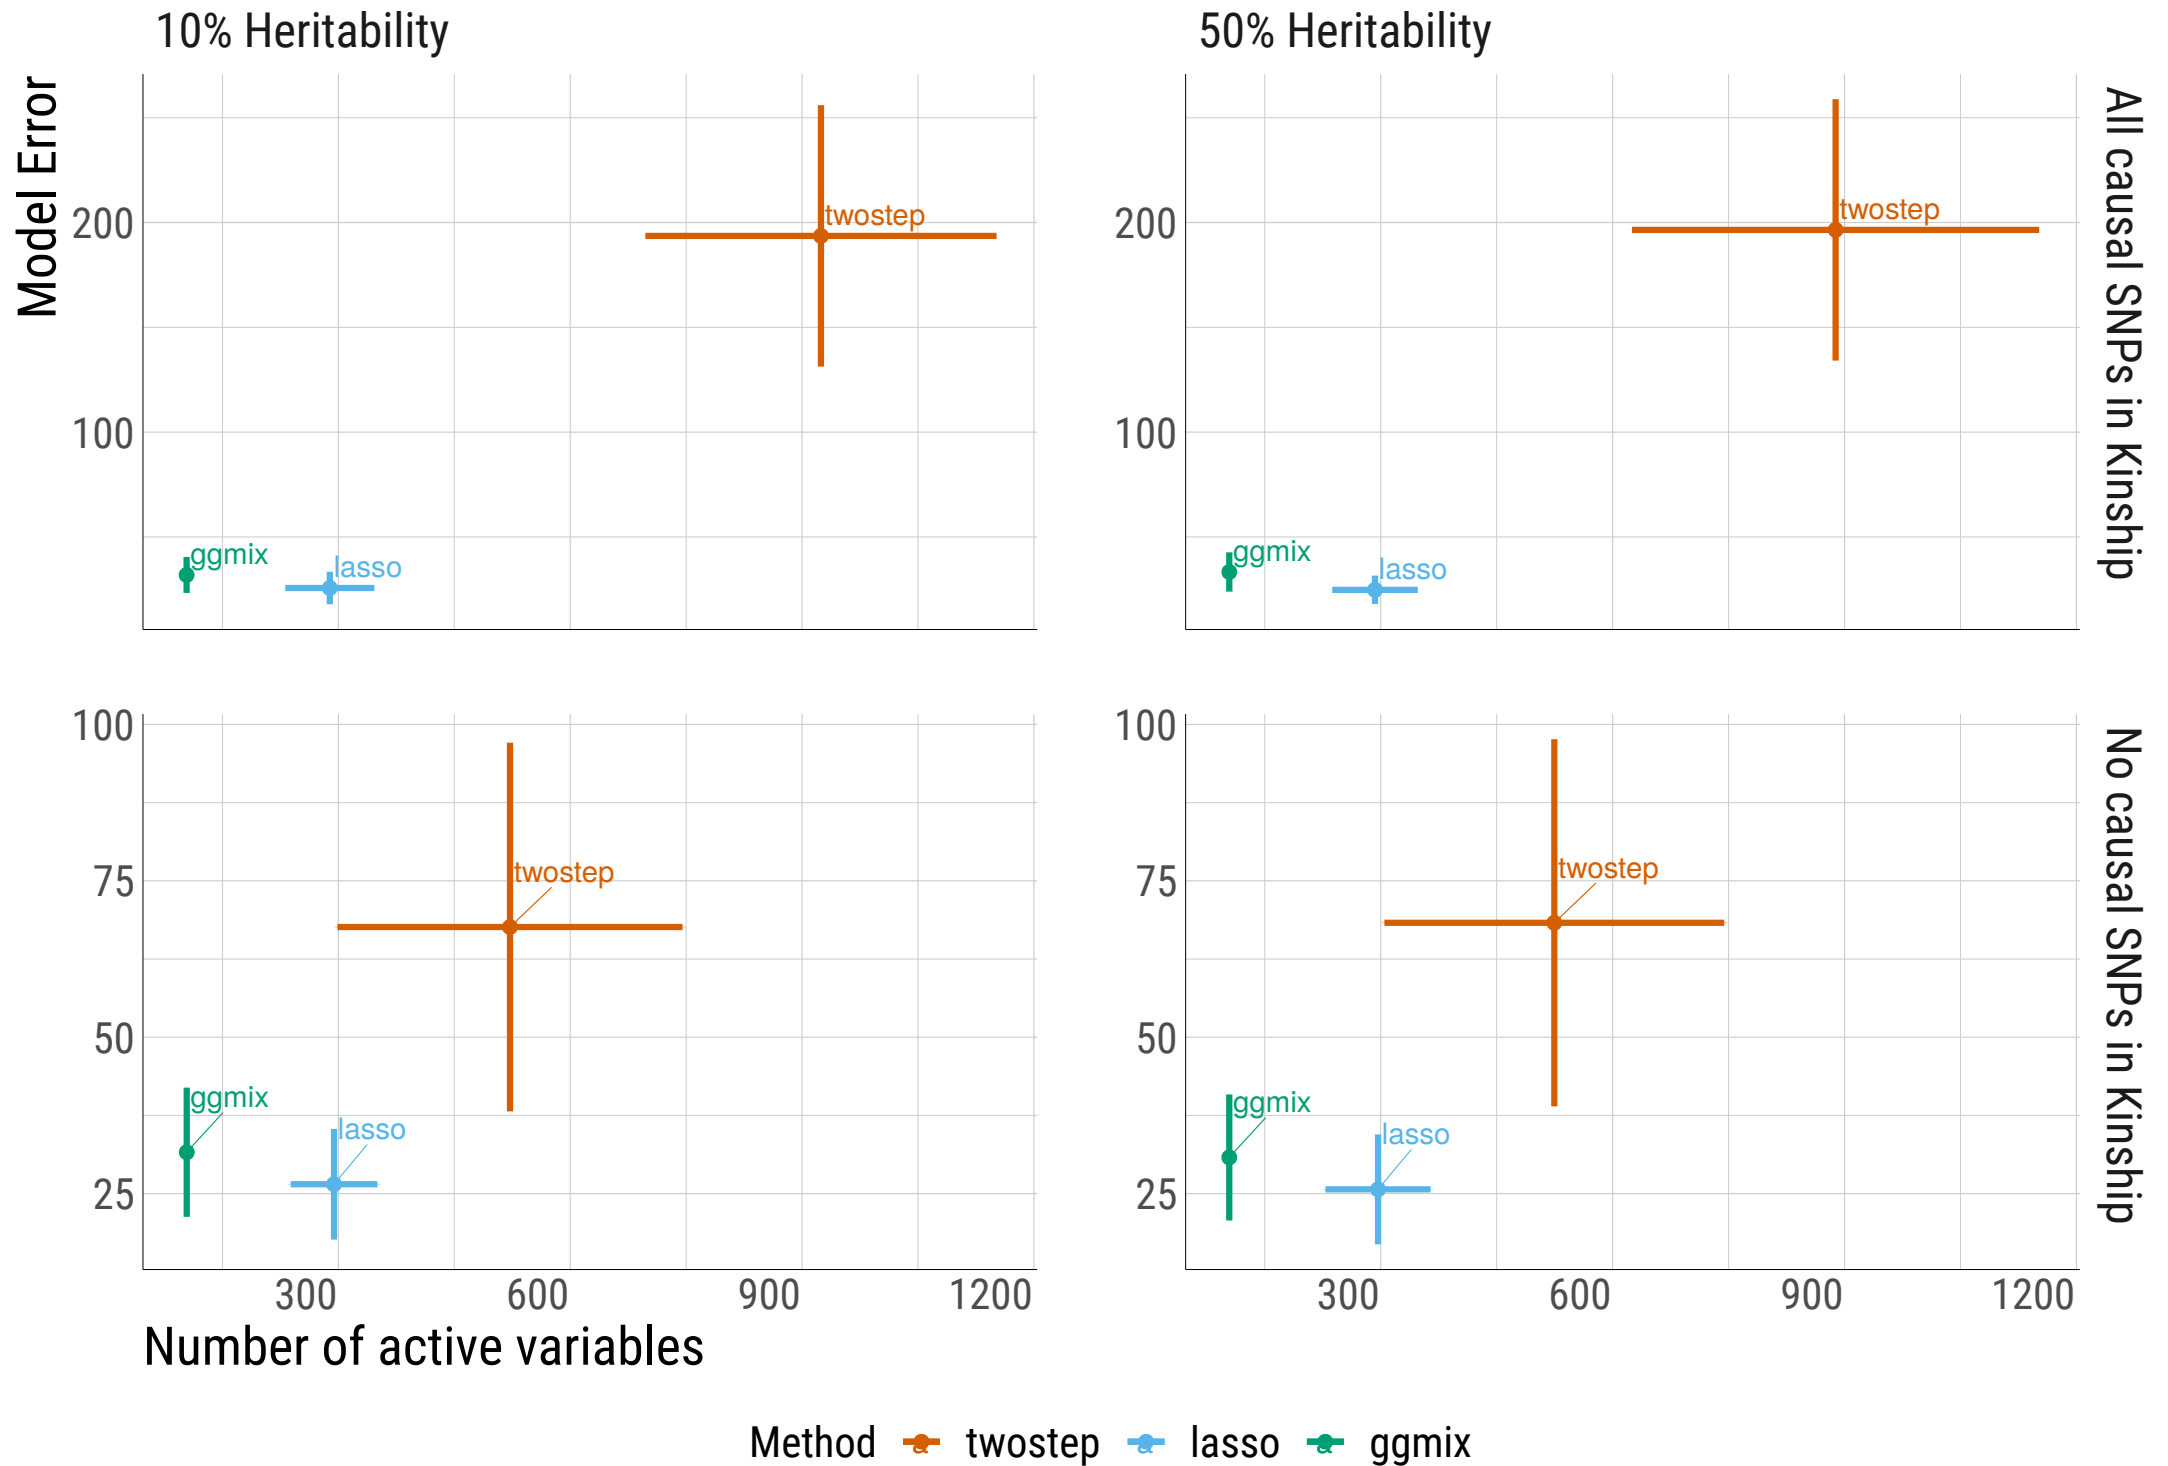 10% Heritability
50% Heritability
Model Error
200
100
twostep
ggmix
lasso
200
100
twostep
ggmix
lasso
All causal SNPs in Kinship
100
75
50
25
twostep
ggmix
lasso
100
75
50
25
twostep
ggmix
lasso
No causal SNPs in Kinship
300 600 900 1200
300 600 900 1200
Number of active variables
Method twostep lasso ggmix